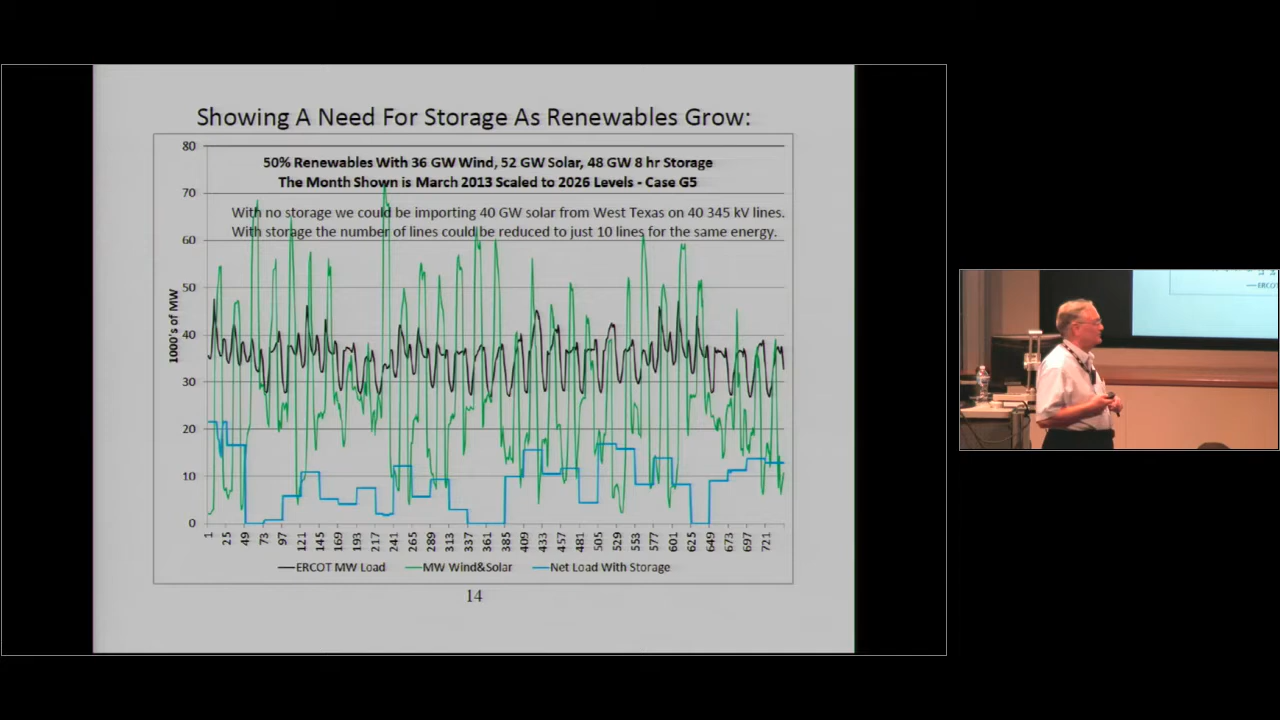 Showing A Need For Storage As Renewables Grow:
50% Renewables With 36 GW Wind, 52 GW Solar, 48 GW 8 hr Storage
The Month Shown is March 2013 Scaled to 2026 Levels - Case G5
With no storage we could be importing 40 GW solar from West Texas on 40 345 kV lines.
With storage the number of lines could be reduced to just 10 lines for the same energy.
80
70
60
50
40
30
20
10
0
1000's of MW
1 25 49 73 97 121 145 169 193 217 241 265 289 313 337 361 385 409 433 457 481 505 529 553 577 601 625 649 673 697 721
ERCOT MW Load MW Wind&Solar Net Load With Storage
14
ERCOT